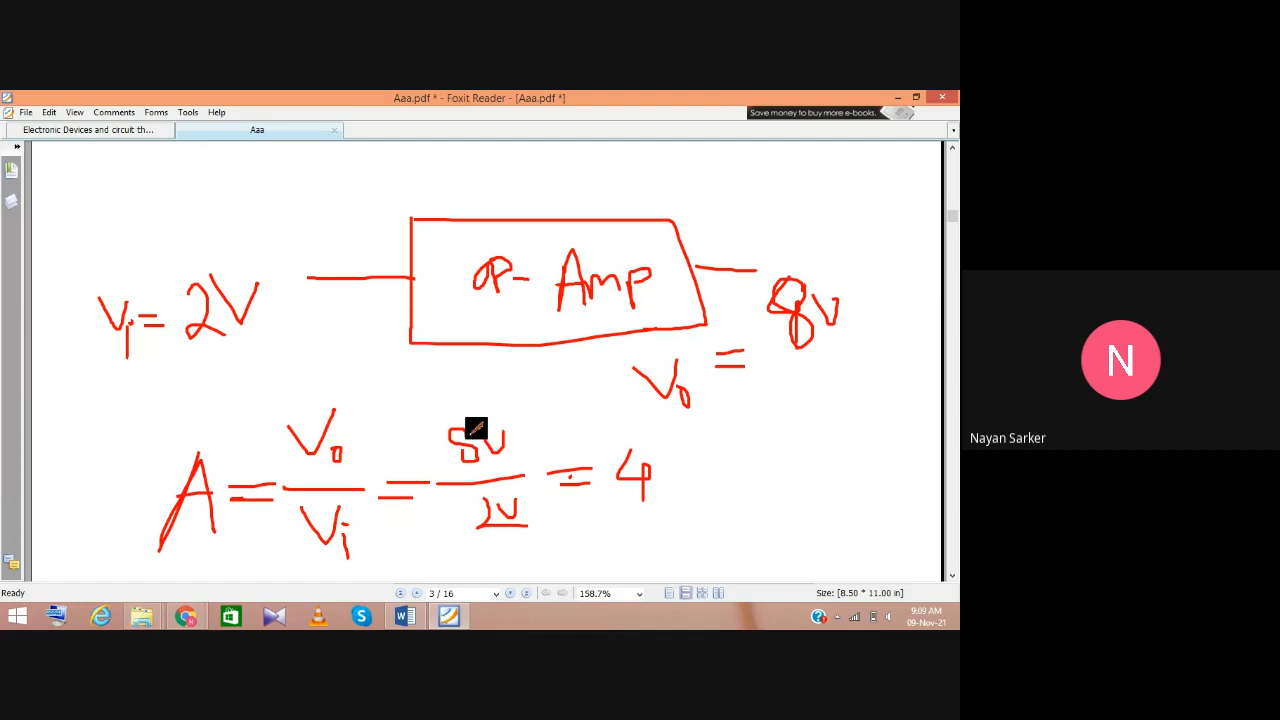 Aaa.pdf * - Foxit Reader - [Aaa.pdf *]
File Edit View Comments Forms Tools Help
Save money to buy more e-books.
Electronic Devices and circuit th...
Aaa
OP- Amp
Vi = 2V
8V
Vo =
A = Vo / Vi = 8V / 2V = 4
Nayan Sarker
N
Ready
3 / 16
158.7%
Size: [8.50 * 11.00 in]
9:09 AM
09-Nov-21